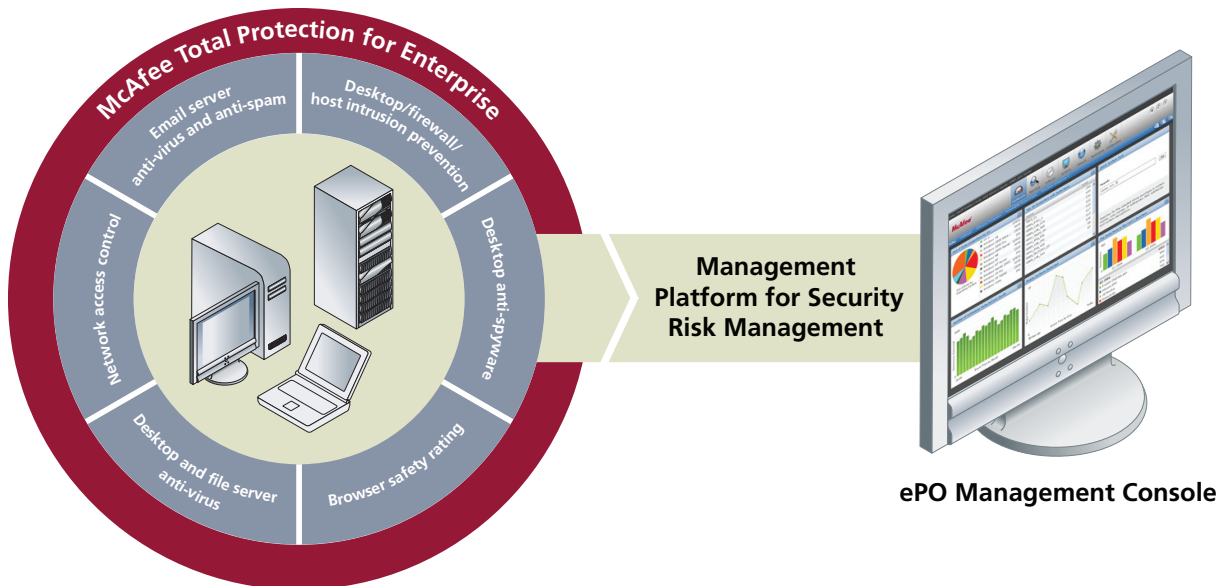 McAfee Total Protection for Enterprise
Email server
anti-virus and anti-spam
Desktop/firewall/
host intrusion prevention
Network access control
Desktop anti-spyware
Desktop and file server
anti-virus
Browser safety rating
Management
Platform for Security
Risk Management
McAfee
ePO Management Console